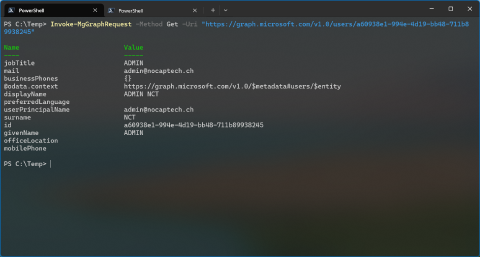 PowerShell
PowerShell
PS C:\Temp> Invoke-MgGraphRequest -Method Get -Uri "https://graph.microsoft.com/v1.0/users/a60938e1-994e-4d19-bb48-711b8
9938245"
Name Value
---- -----
jobTitle ADMIN
mail admin@nocaptech.ch
businessPhones {}
@odata.context https://graph.microsoft.com/v1.0/$metadata#users/$entity
displayName ADMIN NCT
preferredLanguage
userPrincipalName admin@nocaptech.ch
surname NCT
id a60938e1-994e-4d19-bb48-711b89938245
givenName ADMIN
officeLocation
mobilePhone
PS C:\Temp>